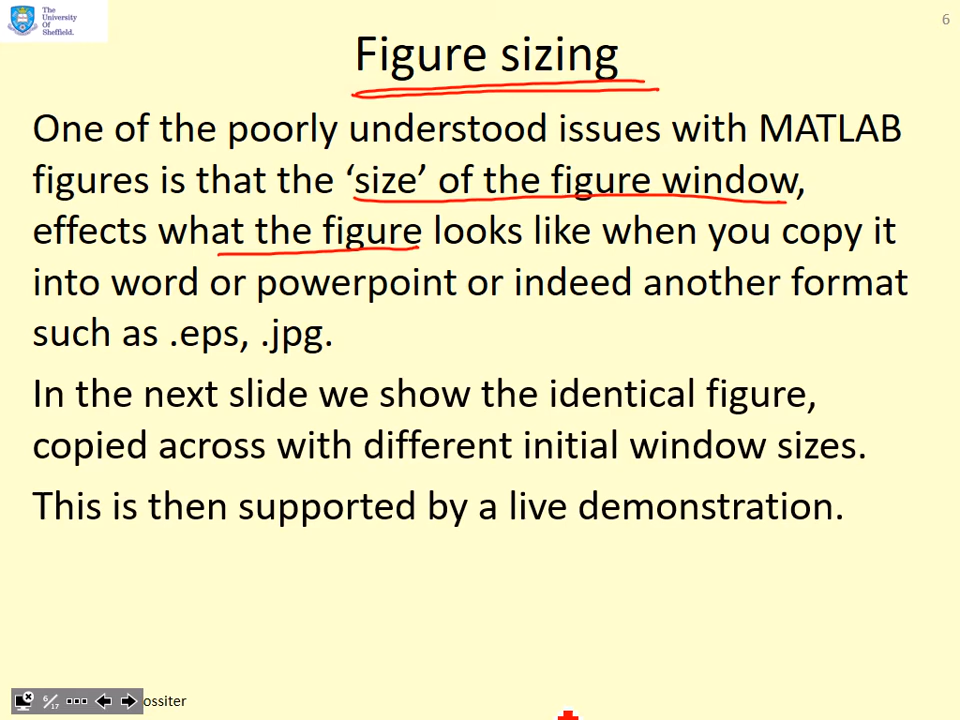 The
University
Of
Sheffield.
6
Figure sizing
One of the poorly understood issues with MATLAB
figures is that the ‘size’ of the figure window,
effects what the figure looks like when you copy it
into word or powerpoint or indeed another format
such as .eps, .jpg.
In the next slide we show the identical figure,
copied across with different initial window sizes.
This is then supported by a live demonstration.
6/17
ossiter